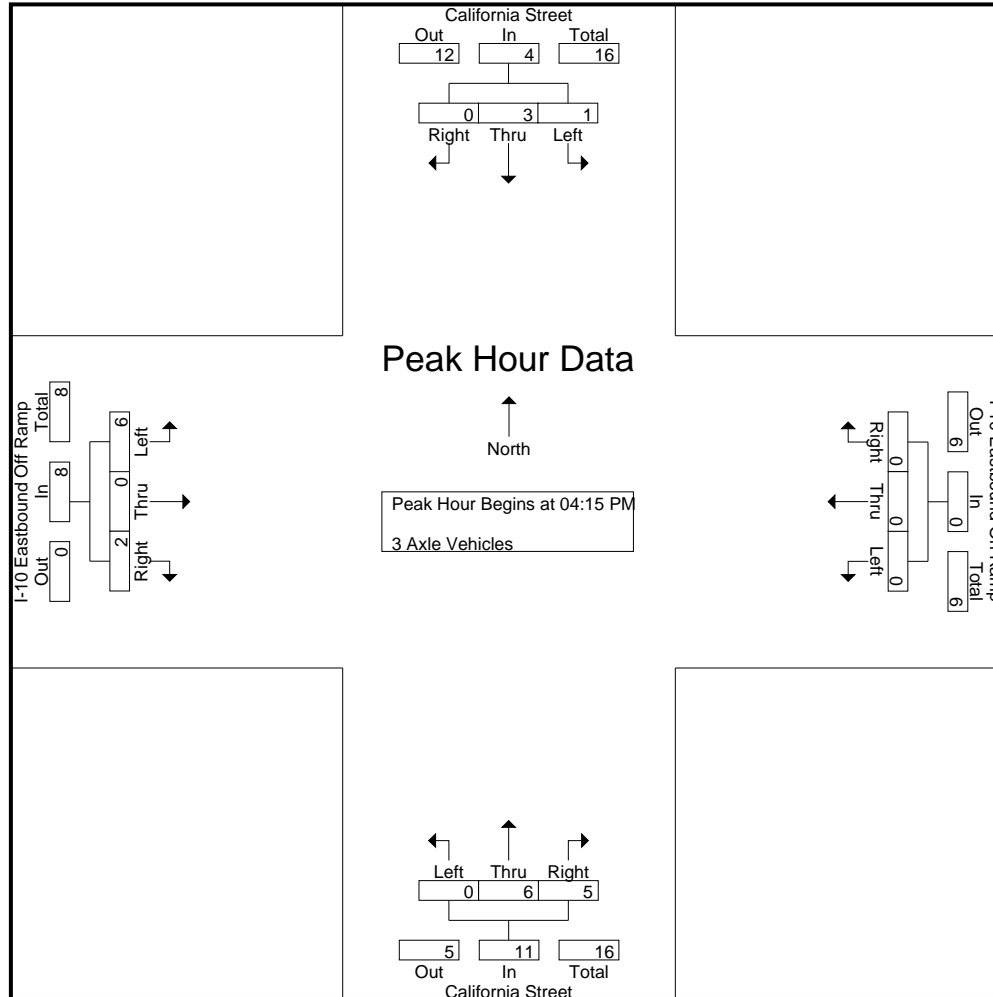 California Street
Out In Total
12 4 16
0 3 1
Right Thru Left
Peak Hour Data
North
Peak Hour Begins at 04:15 PM
3 Axle Vehicles
I-10 Eastbound Off Ramp
Total In Out
8 8 0
6 0 2
Left Thru Right
Right Thru Left
0 0 0
6 0 6
Out In Total
Left Thru Right
0 6 5
5 11 16
Out In Total
California Street